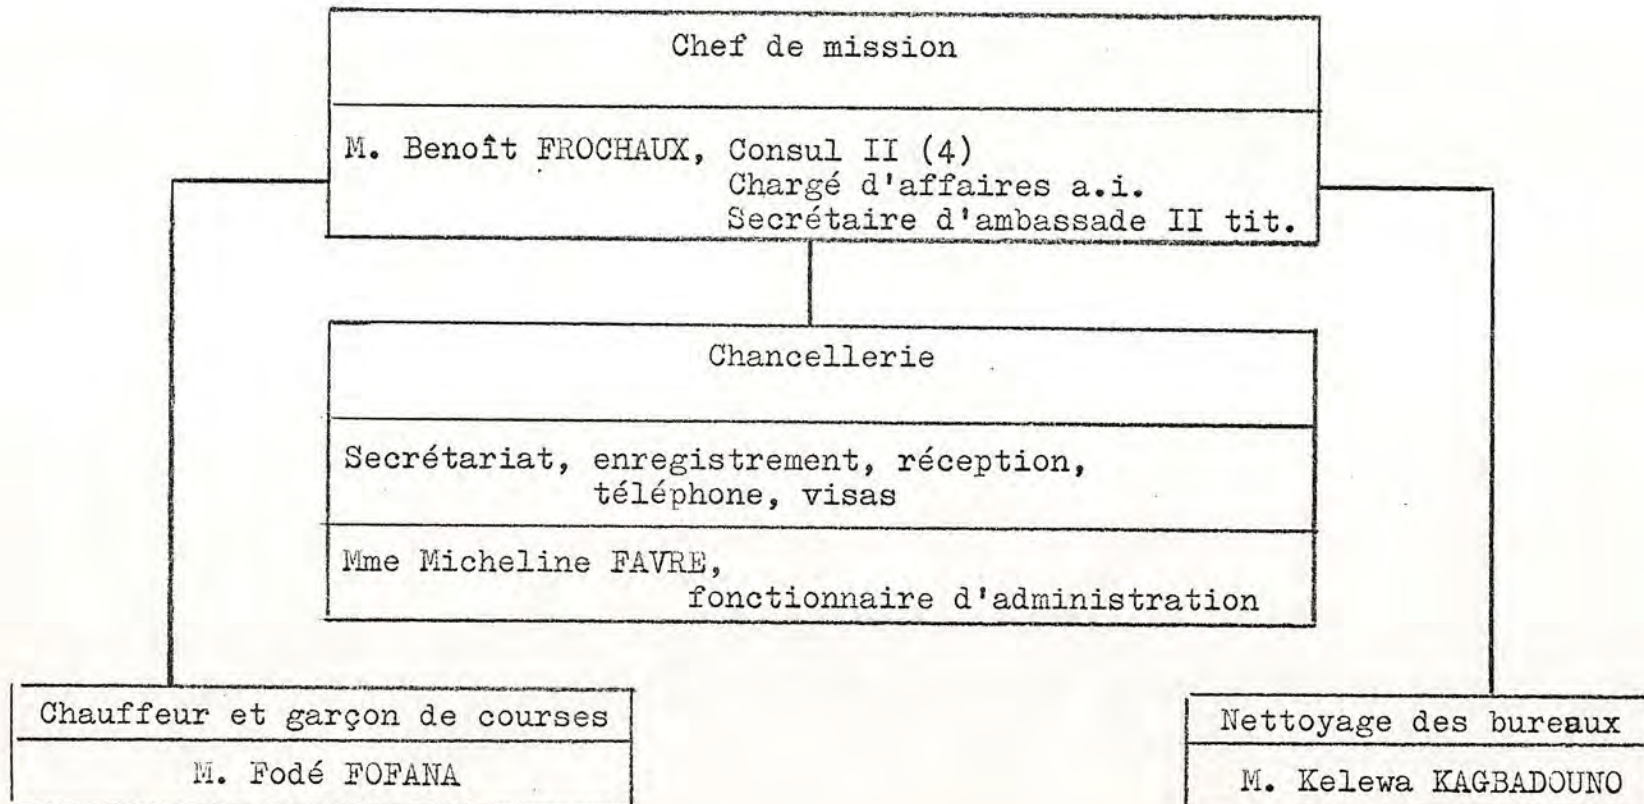 Chef de mission
M. Benoît FROCHAUX, Consul II (4)
Chargé d'affaires a.i.
Secrétaire d'ambassade II tit.
Chancellerie
Secrétariat, enregistrement, réception,
téléphone, visas
Mme Micheline FAVRE,
fonctionnaire d'administration
Chauffeur et garçon de courses
M. Fodé FOFANA
Nettoyage des bureaux
M. Kelewa KAGBADOUNO